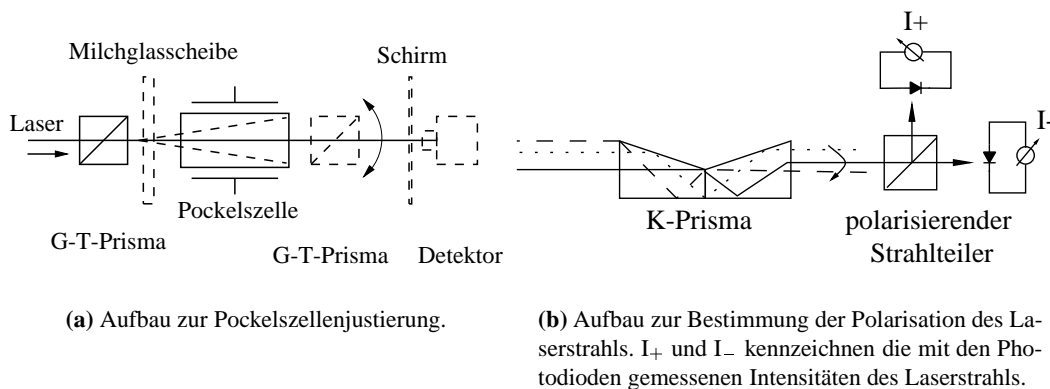 Milchglasscheibe
Schirm
Laser
Pockelszelle
G-T-Prisma
G-T-Prisma
Detektor
(a) Aufbau zur Pockelszellenjustierung.
I+
I-
K-Prisma
polarisierender
Strahlteiler
(b) Aufbau zur Bestimmung der Polarisation des La-
serstrahls. I+ und I− kennzeichnen die mit den Pho-
todioden gemessenen Intensitäten des Laserstrahls.